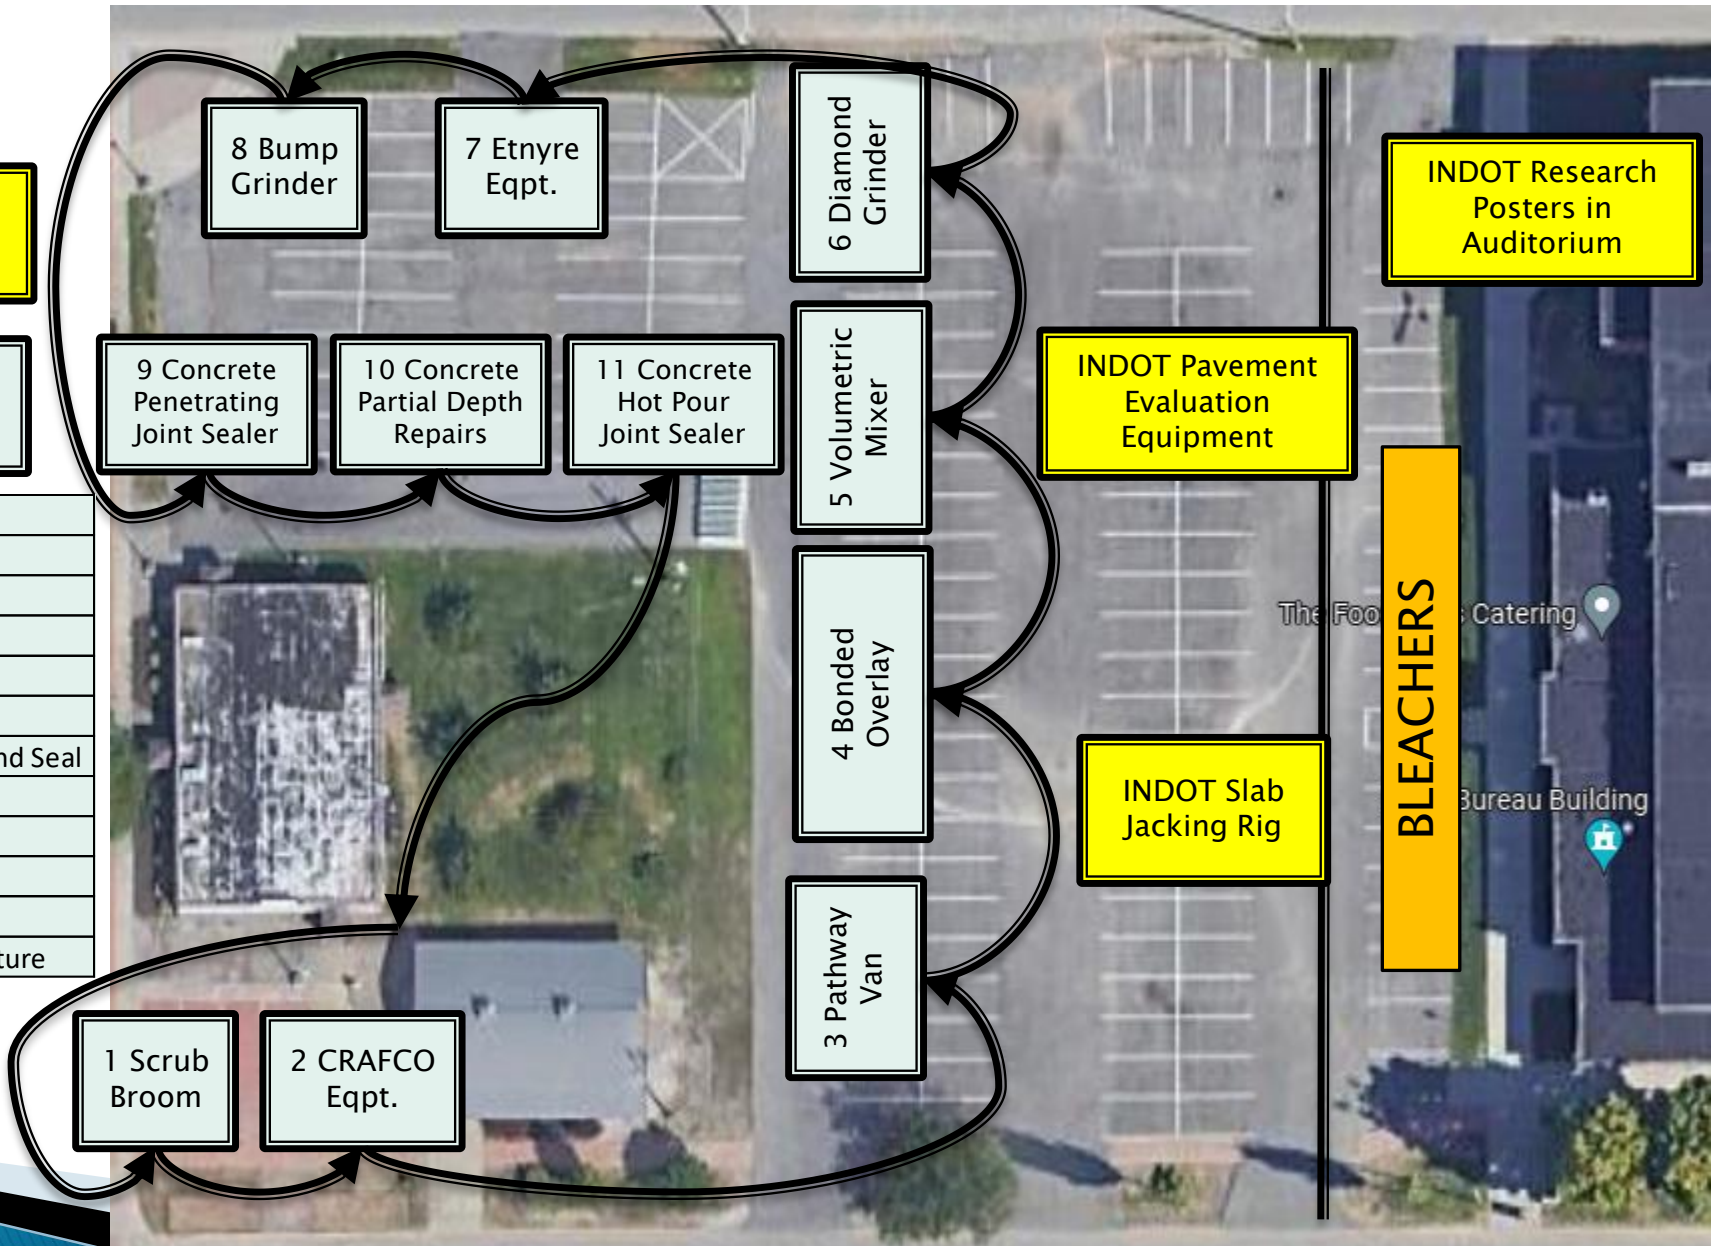 8 Bump
Grinder
7 Etnyre
Eqpt.
6 Diamond
Grinder
INDOT Research
Posters in
Auditorium
9 Concrete
Penetrating
Joint Sealer
10 Concrete
Partial Depth
Repairs
11 Concrete
Hot Pour
Joint Sealer
5 Volumetric
Mixer
INDOT Pavement
Evaluation
Equipment
The Foo
Catering
BLEACHERS
4 Bonded
Overlay
nd Seal
INDOT Slab
Jacking Rig
Bureau Building
3 Pathway
Van
ture
1 Scrub
Broom
2 CRAFCO
Eqpt.